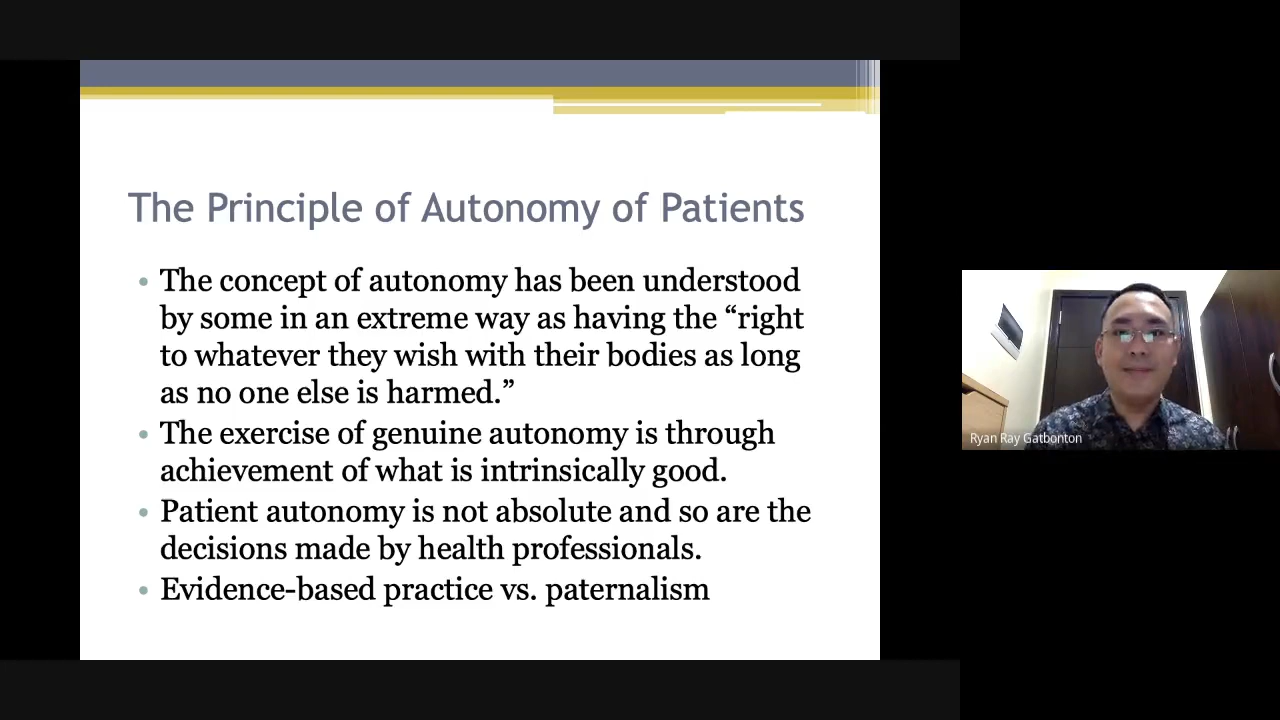 The Principle of Autonomy of Patients
• The concept of autonomy has been understood
by some in an extreme way as having the “right
to whatever they wish with their bodies as long
as no one else is harmed.”
• The exercise of genuine autonomy is through
achievement of what is intrinsically good.
• Patient autonomy is not absolute and so are the
decisions made by health professionals.
• Evidence-based practice vs. paternalism
Ryan Ray Gatbonton